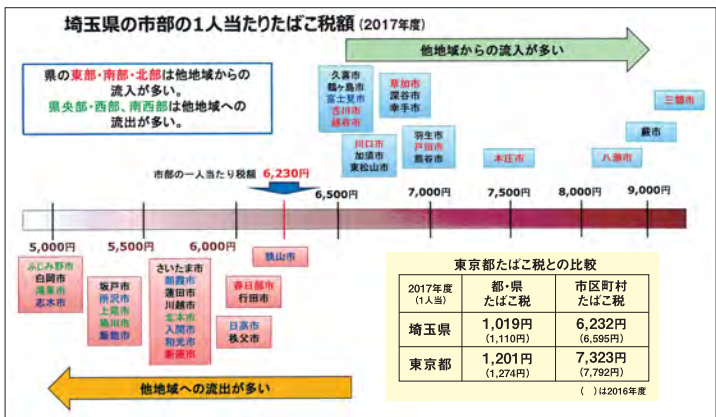 埼玉県の市部の1人当たりたばこ税額(2017年度)
他地域からの流入が多い
県の東部・南部・北部は他地域からの
流入が多い。
県央部・西部、南西部は他地域への
流出が多い。
久喜市
鶴ヶ島市
富士見市
吉川市
越谷市
草加市
深谷市
幸手市
三郷市
川口市
加須市
東松山市
羽生市
戸田市
熊谷市
本庄市
八潮市
蕨市
市部の一人当たり税額 6,230円
6,500円
7,000円
7,500円
8,000円
9,000円
5,000円
5,500円
6,000円
ふじみ野市
白岡市
鴻巣市
志木市
坂戸市
所沢市
上尾市
桶川市
飯能市
さいたま市
朝霞市
蓮田市
川越市
北本市
入間市
和光市
新座市
狭山市
春日部市
行田市
日高市
秩父市
他地域への流出が多い
東京都たばこ税との比較
2017年度
(1人当)
都・県
たばこ税
市区町村
たばこ税
埼玉県
1,019円
(1,110円)
6,232円
(6,595円)
東京都
1,201円
(1,274円)
7,323円
(7,792円)
( )は2016年度